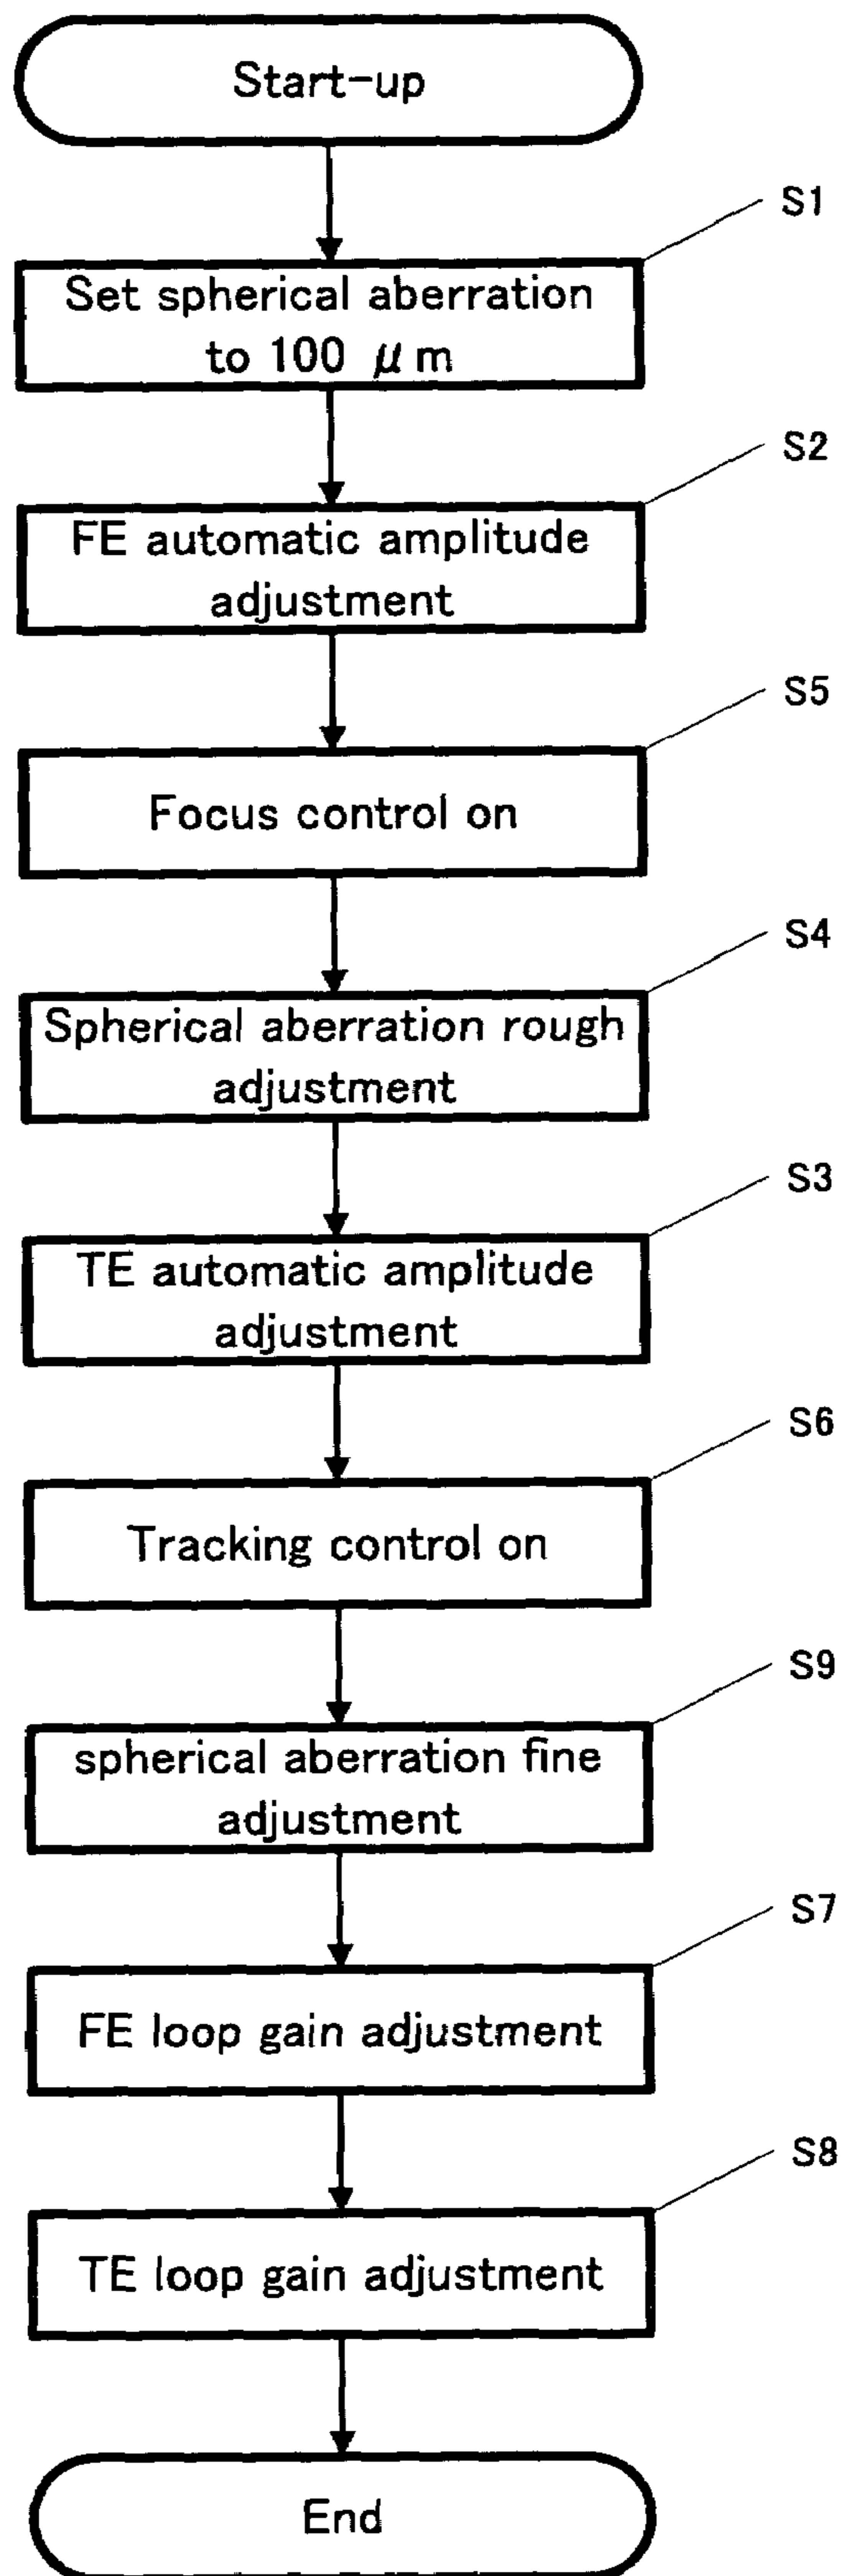 Start-up
S1
Set spherical aberration
to 100 μm
S2
FE automatic amplitude
adjustment
S5
Focus control on
S4
Spherical aberration rough
adjustment
S3
TE automatic amplitude
adjustment
S6
Tracking control on
S9
spherical aberration fine
adjustment
S7
FE loop gain adjustment
S8
TE loop gain adjustment
End